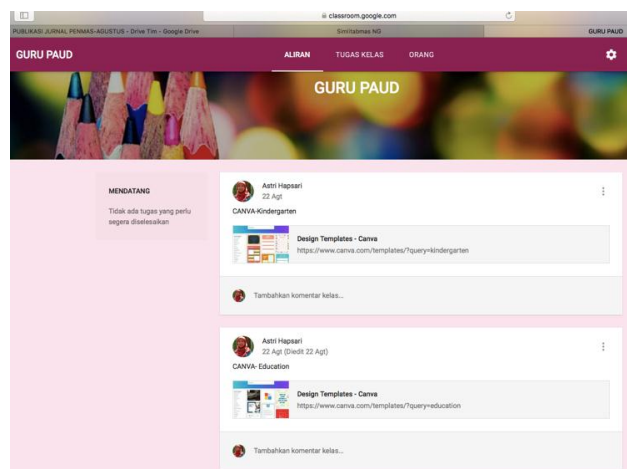 classroom.google.com
PUBLIKASI JURNAL PENMAS-AGUSTUS - Drive Tim - Google Drive
Simlitabmas NG
GURU PAUD
GURU PAUD
ALIRAN
TUGAS KELAS
ORANG
GURU PAUD
MENDATANG
Tidak ada tugas yang perlu
segera diselesaikan
Astri Hapsari
22 Agt
CANVA-Kindergarten
Design Templates - Canva
https://www.canva.com/templates/?query=kindergarten
Tambahkan komentar kelas...
Astri Hapsari
22 Agt (Diedit 22 Agt)
CANVA- Education
Design Templates - Canva
https://www.canva.com/templates/?query=education
Tambahkan komentar kelas...